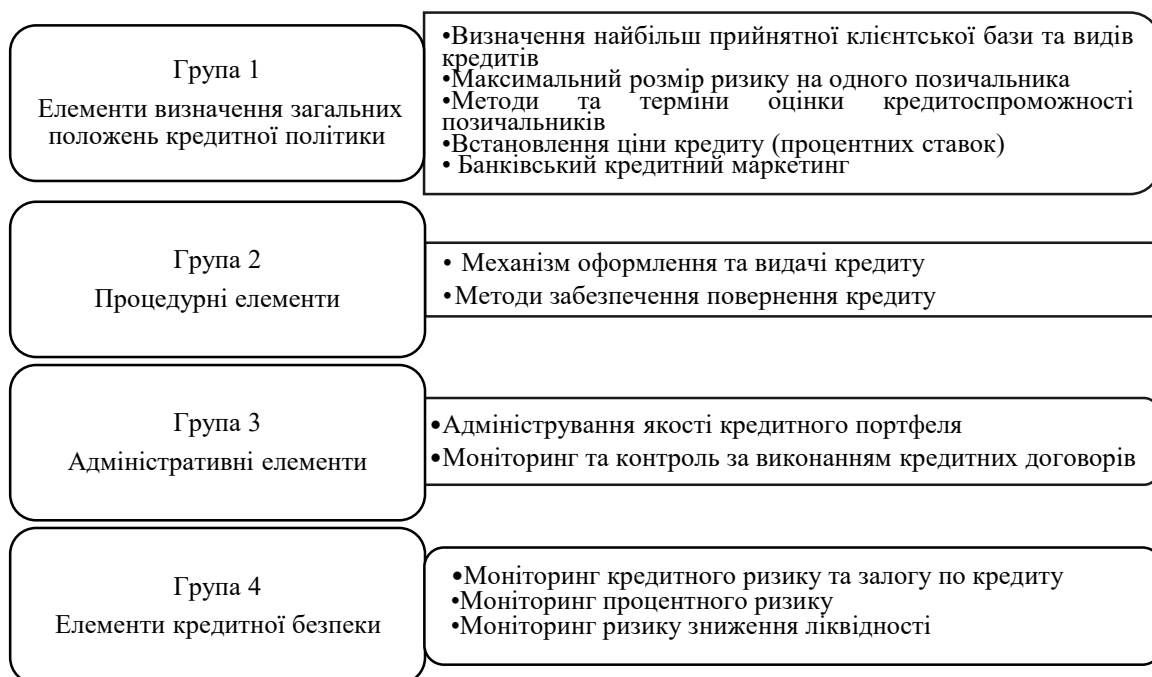 Група 1
Елементи визначення загальних
положень кредитної політики
•Визначення найбільш прийнятної клієнтської бази та видів
кредитів
•Максимальний розмір ризику на одного позичальника
•Методи та терміни оцінки кредитоспроможності
позичальників
•Встановлення ціни кредиту (процентних ставок)
• Банківський кредитний маркетинг
Група 2
Процедурні елементи
• Механізм оформлення та видачі кредиту
•Методи забезпечення повернення кредиту
Група 3
Адміністративні елементи
•Адміністрування якості кредитного портфеля
•Моніторинг та контроль за виконанням кредитних договорів
Група 4
Елементи кредитної безпеки
•Моніторинг кредитного ризику та залогу по кредиту
•Моніторинг процентного ризику
•Моніторинг ризику зниження ліквідності